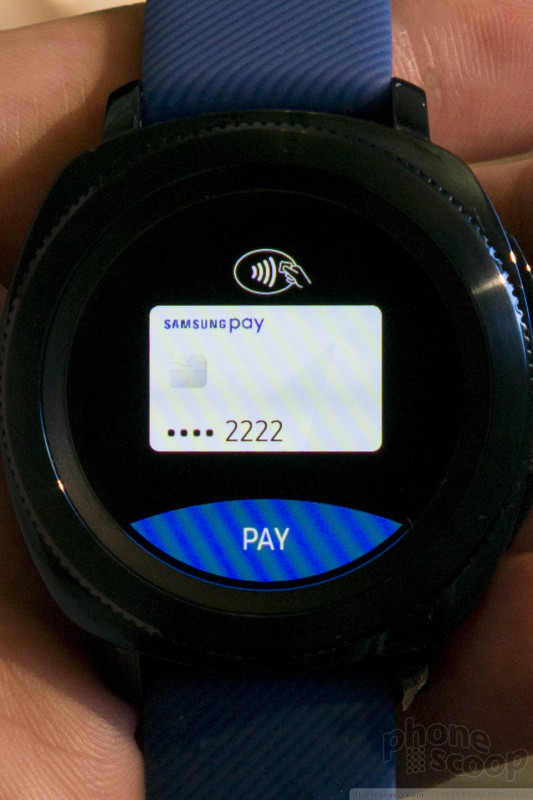 SAMSUNG pay
•••• 2222
PAY
phone
scoop